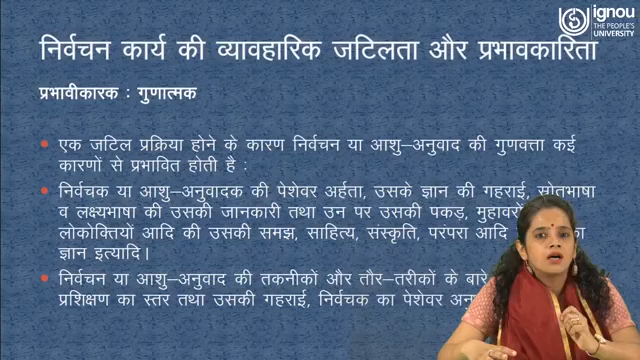 ignou
THE PEOPLE'S
UNIVERSITY
निर्वचन कार्य की व्यावहारिक जटिलता और प्रभावकारिता
प्रभावीकारक : गुणात्मक
एक जटिल प्रक्रिया होने के कारण निर्वचन या आशु–अनुवाद की गुणवत्ता कई
कारणों से प्रभावित होती है :
निर्वचक या आशु–अनुवादक की पेशेवर अर्हता, उसके ज्ञान की गहराई, स्रोतभाषा
व लक्ष्यभाषा की उसकी जानकारी तथा उन पर उसकी पकड़,
लोकोक्तियों आदि की उसकी समझ, साहित्य, संस्कृति, परंपरा आदि
ज्ञान इत्यादि।
निर्वचन या आशु–अनुवाद की तकनीकों और तौर–तरीकों के बारे
प्रशिक्षण का स्तर तथा उसकी गहराई, निर्वचक का पेशेवर